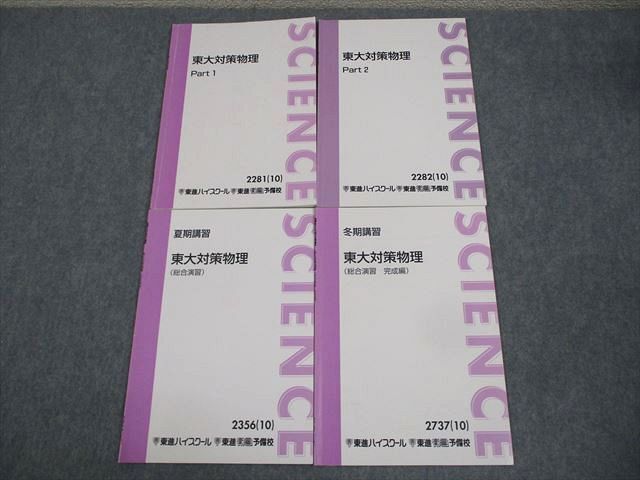 東大対策物理
Part 1
SCIENCE
2281(10)
東進ハイスクール 東進衛星予備校
東大対策物理
Part 2
SCIENCE
2282(10)
東進ハイスクール 東進衛星予備校
夏期講習
東大対策物理
(総合演習)
SCIENCE
2356(10)
東進ハイスクール 東進衛星予備校
冬期講習
東大対策物理
(総合演習 完成編)
SCIENCE
2737(10)
東進ハイスクール 東進衛星予備校